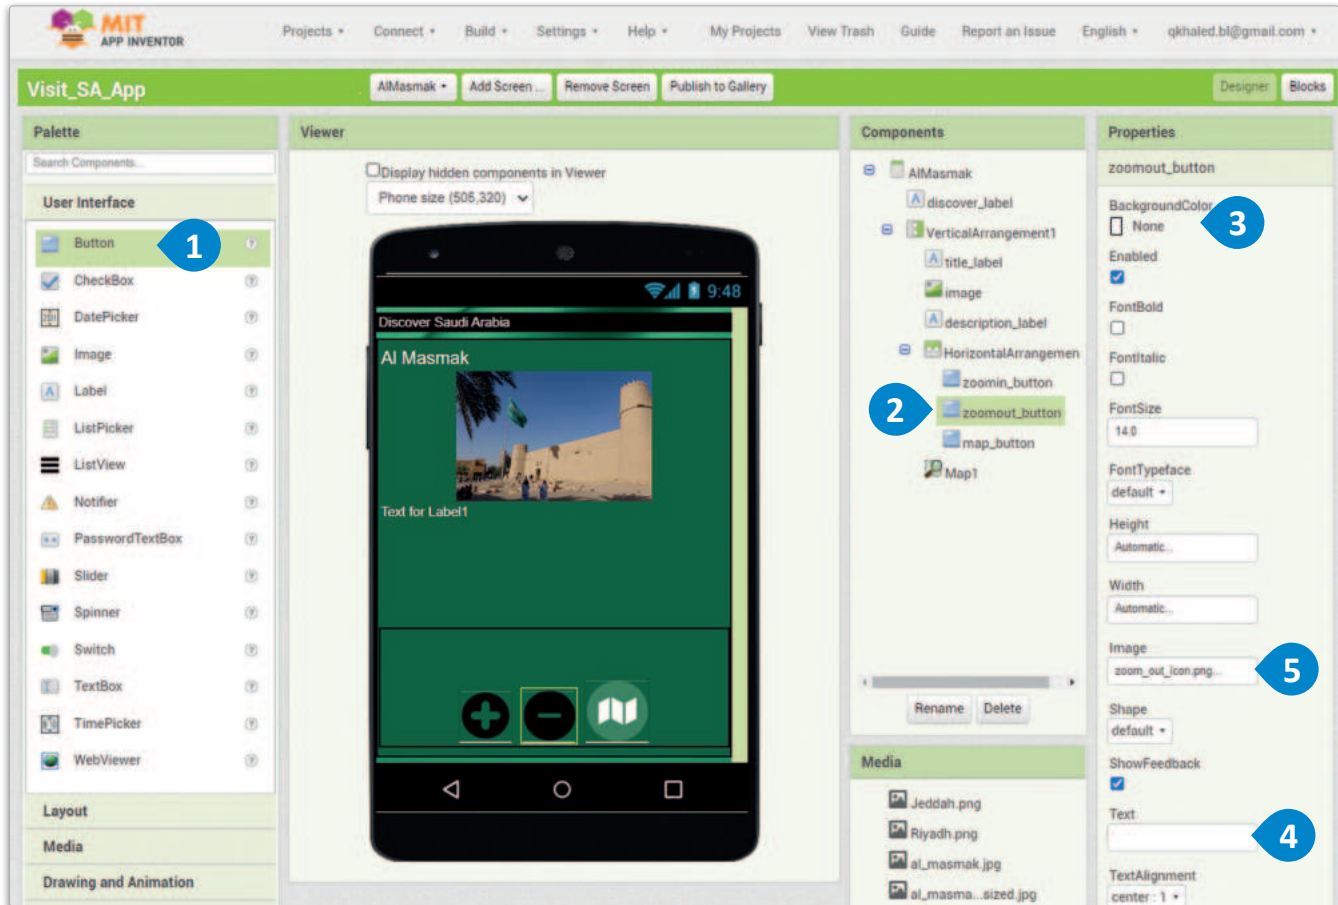 MIT
APP INVENTOR
Projects
Connect
Build
Settings
Help
My Projects
View Trash
Guide
Report an Issue
English
qkhaled.bl@gmail.com
Visit_SA_App
AlMasmak
Add Screen ...
Remove Screen
Publish to Gallery
Designer
Blocks
Palette
Search Components...
User Interface
Button
1
CheckBox
DatePicker
Image
Label
ListPicker
ListView
Notifier
PasswordTextBox
Slider
Spinner
Switch
TextBox
TimePicker
WebViewer
Layout
Media
Drawing and Animation
Viewer
Display hidden components in Viewer
Phone size (505,320)
9:48
Discover Saudi Arabia
Al Masmak
Text for Label1
Components
AlMasmak
discover_label
VerticalArrangement1
title_label
image
description_label
HorizontalArrangemen
zoomin_button
2
zoomout_button
map_button
Map1
Rename
Delete
Media
Jeddah.png
Riyadh.png
al_masmak.jpg
al_masma...sized.jpg
Properties
zoomout_button
BackgroundColor
None
3
Enabled
FontBold
FontItalic
FontSize
14.0
FontTypeface
default
Height
Automatic...
Width
Automatic...
Image
zoom_out_icon.png...
5
Shape
default
ShowFeedback
Text
4
TextAlignment
center : 1